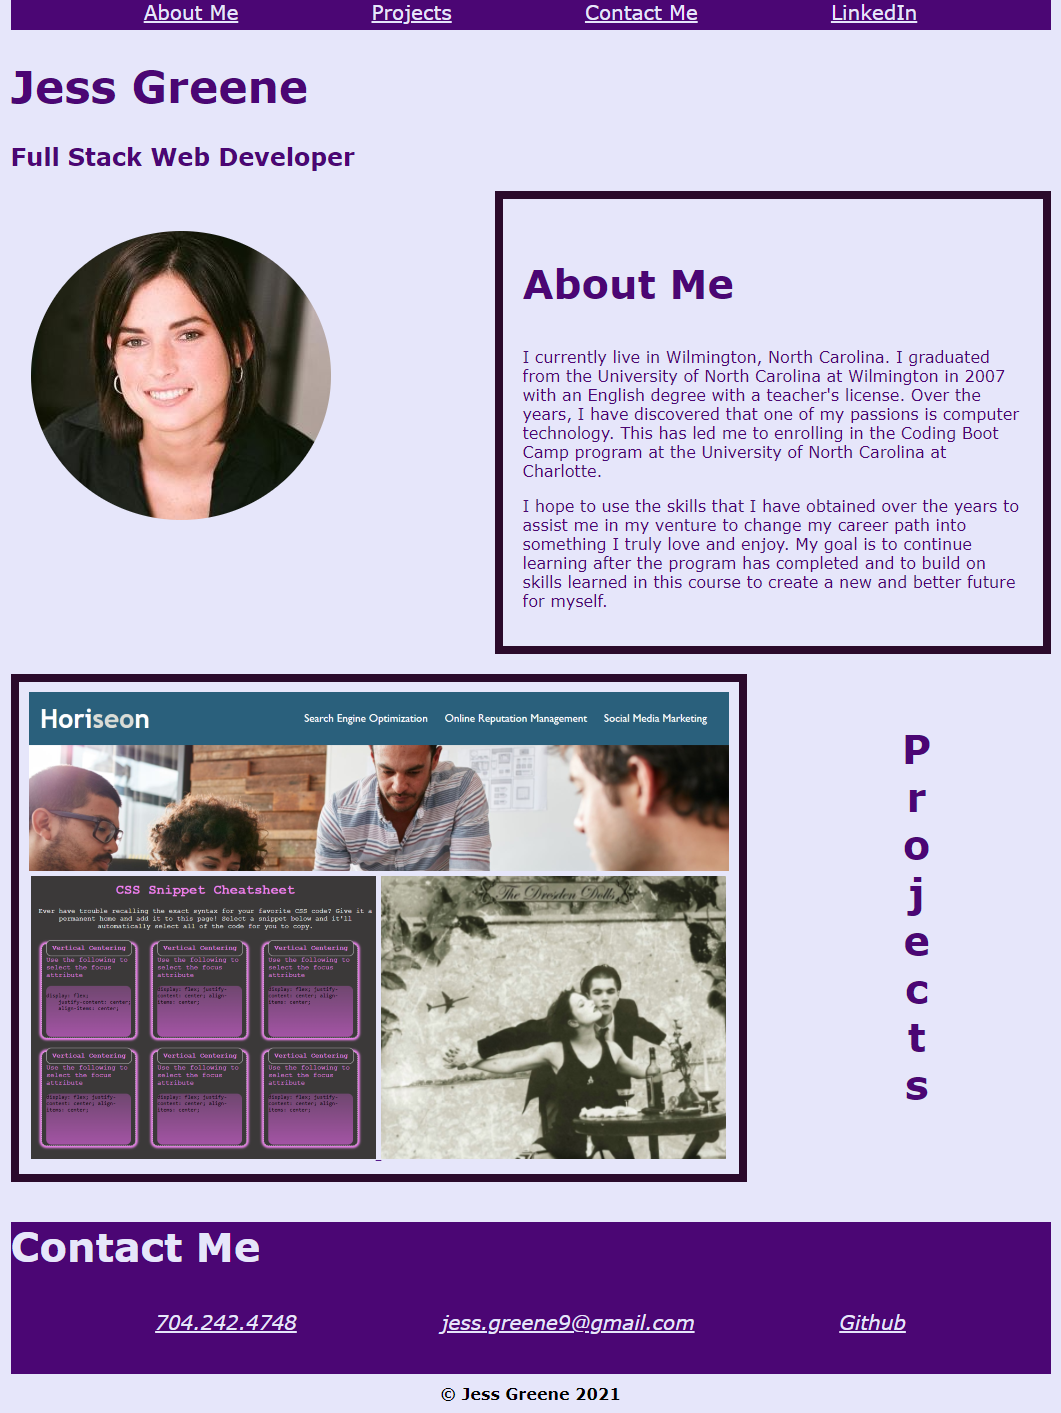 About Me Projects Contact Me LinkedIn
Jess Greene
Full Stack Web Developer
About Me
I currently live in Wilmington, North Carolina. I graduated
from the University of North Carolina at Wilmington in 2007
with an English degree with a teacher's license. Over the
years, I have discovered that one of my passions is computer
technology. This has led me to enrolling in the Coding Boot
Camp program at the University of North Carolina at
Charlotte.
I hope to use the skills that I have obtained over the years to
assist me in my venture to change my career path into
something I truly love and enjoy. My goal is to continue
learning after the program has completed and to build on
skills learned in this course to create a new and better future
for myself.
Horiseon Search Engine Optimization Online Reputation Management Social Media Marketing
CSS Snippet Cheatsheet
Ever have trouble recalling the exact syntax for your favorite CSS code? Give it a
permanent home and add it to this page! Select a snippet below and it'll
automatically select all of the code for you to copy.
Vertical Centering
Use the following to
select the focus
attribute
display: flex;
justify-content: center;
align-items: center;
Vertical Centering
Use the following to
select the focus
attribute
display: flex; justify-
content: center; align-
items: center;
Vertical Centering
Use the following to
select the focus
attribute
display: flex; justify-
content: center; align-
items: center;
Vertical Centering
Use the following to
select the focus
attribute
display: flex; justify-
content: center; align-
items: center;
Vertical Centering
Use the following to
select the focus
attribute
display: flex; justify-
content: center; align-
items: center;
Vertical Centering
Use the following to
select the focus
attribute
display: flex; justify-
content: center; align-
items: center;
The Dresden Dolls
P
r
o
j
e
c
t
s
Contact Me
704.242.4748 jess.greene9@gmail.com Github
© Jess Greene 2021